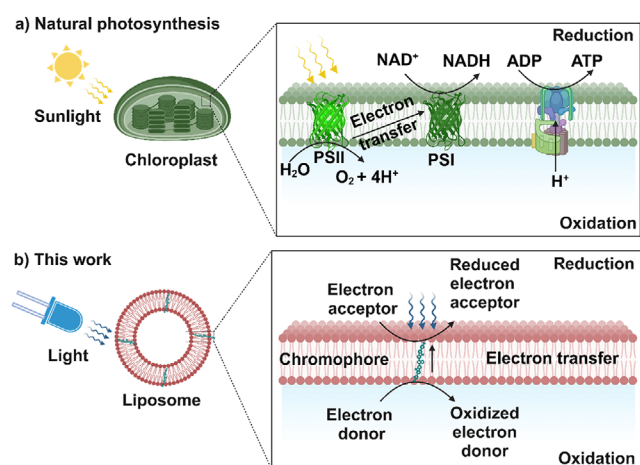 a) Natural photosynthesis
Sunlight
Chloroplast
Reduction
NAD⁺
NADH
ADP
ATP
Electron
transfer
PSII
PSI
H₂O
O₂ + 4H⁺
H⁺
Oxidation
b) This work
Light
Liposome
Reduction
Electron
acceptor
Reduced
electron
acceptor
Chromophore
Electron transfer
Electron
donor
Oxidized
electron
donor
Oxidation